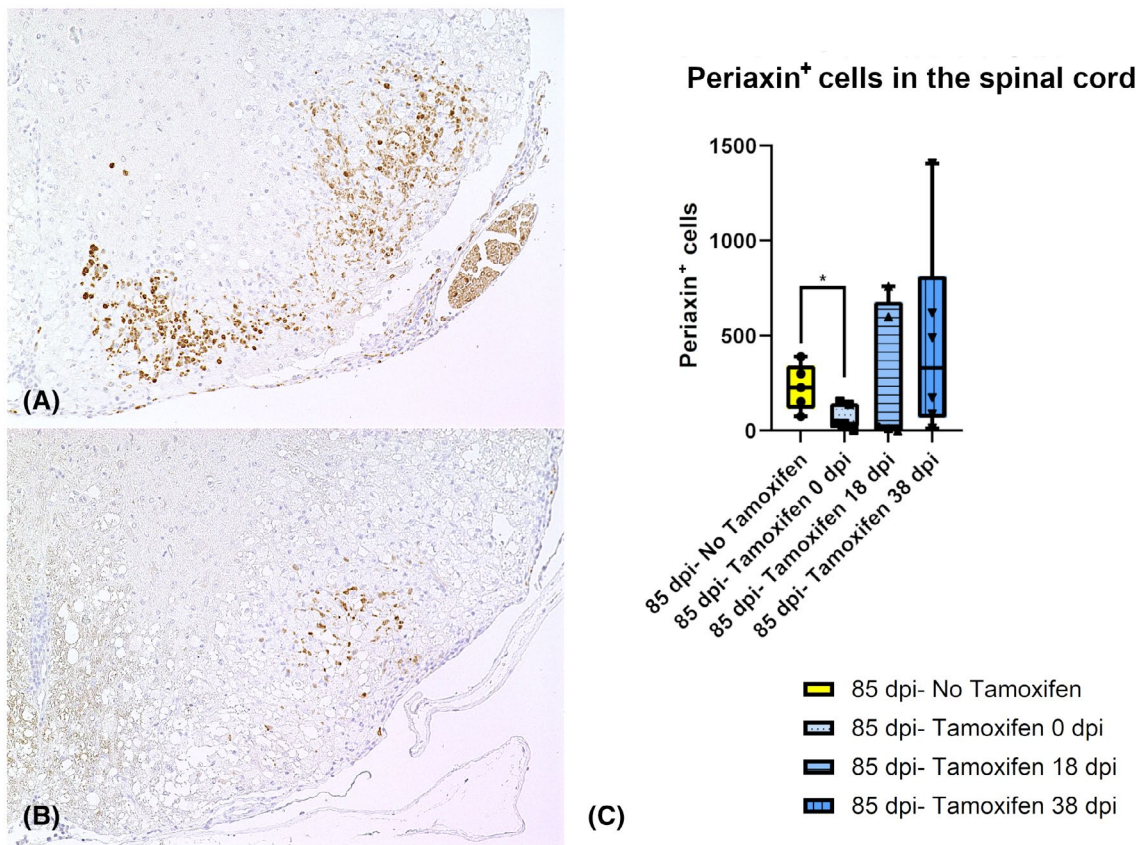 (A)
(B)
(C)
Periaxin+ cells in the spinal cord
Periaxin+ cells
1500
1000
500
0
*
85 dpi- No Tamoxifen
85 dpi- Tamoxifen 0 dpi
85 dpi- Tamoxifen 18 dpi
85 dpi- Tamoxifen 38 dpi
85 dpi- No Tamoxifen
85 dpi- Tamoxifen 0 dpi
85 dpi- Tamoxifen 18 dpi
85 dpi- Tamoxifen 38 dpi